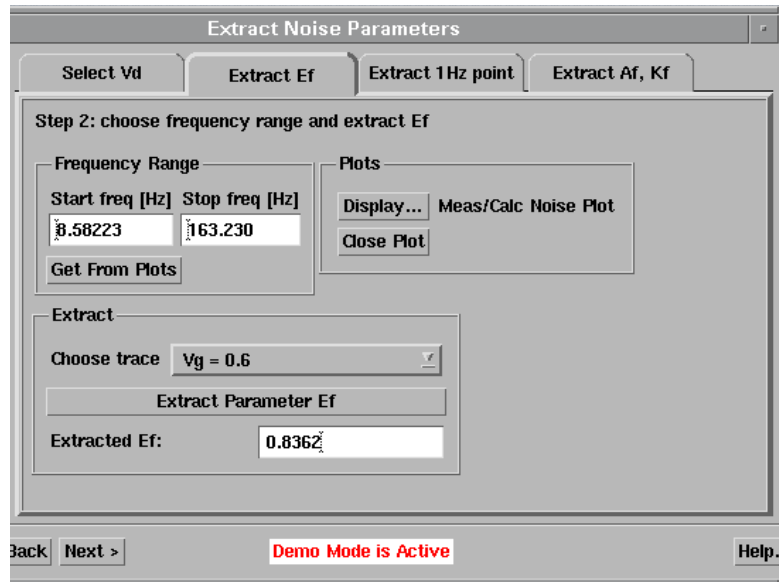 Extract Noise Parameters
Select Vd Extract Ef Extract 1Hz point Extract Af, Kf
Step 2: choose frequency range and extract Ef
Frequency Range
Start freq [Hz] Stop freq [Hz]
8.58223 163.230
Get From Plots
Plots
Display... Meas/Calc Noise Plot
Close Plot
Extract
Choose trace Vg = 0.6
Extract Parameter Ef
Extracted Ef: 0.8362
Back Next > Demo Mode is Active Help.